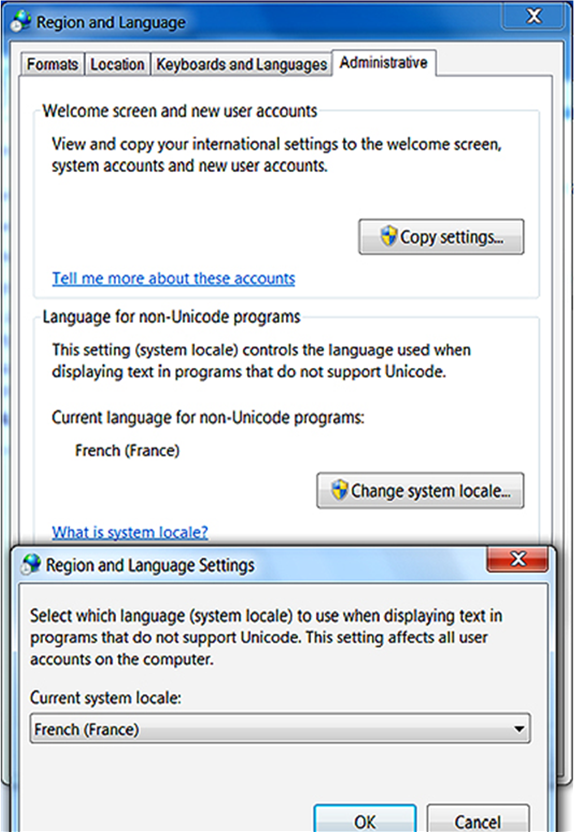 Region and Language
Formats Location Keyboards and Languages Administrative
Welcome screen and new user accounts
View and copy your international settings to the welcome screen,
system accounts and new user accounts.
Copy settings...
Tell me more about these accounts
Language for non-Unicode programs
This setting (system locale) controls the language used when
displaying text in programs that do not support Unicode.
Current language for non-Unicode programs:
French (France)
Change system locale...
What is system locale?
Region and Language Settings
Select which language (system locale) to use when displaying text in
programs that do not support Unicode. This setting affects all user
accounts on the computer.
Current system locale:
French (France)
OK Cancel